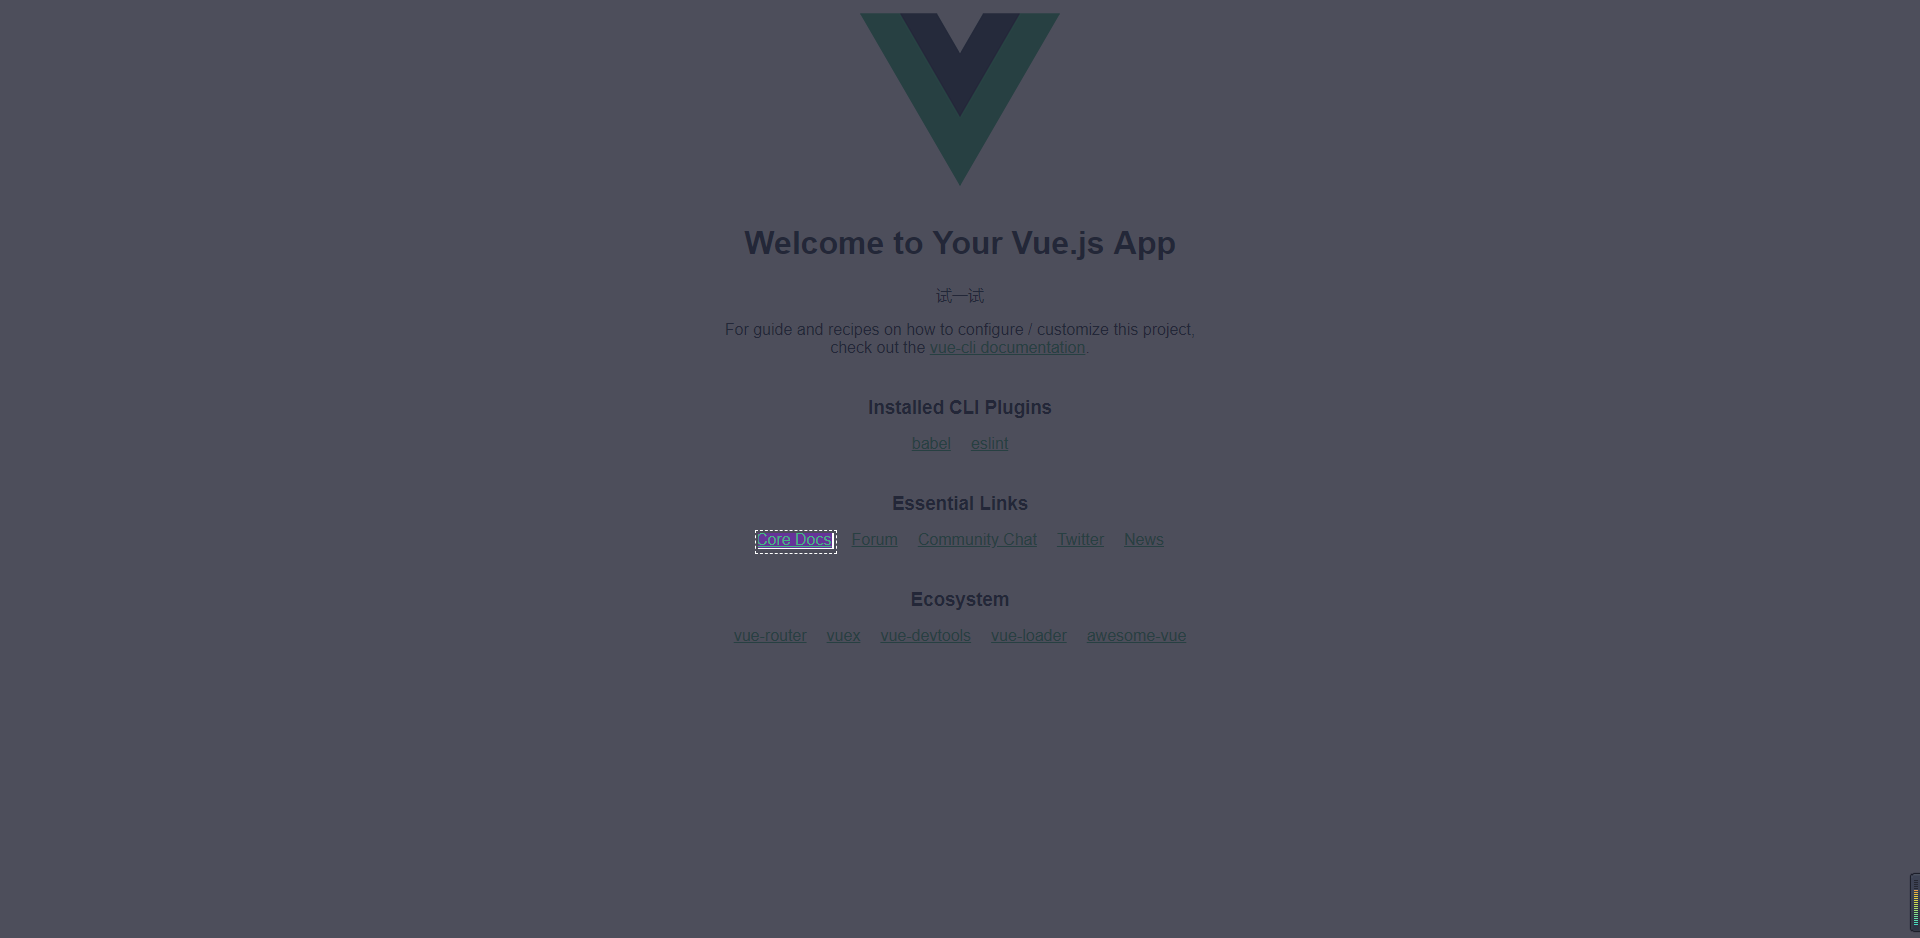 Welcome to Your Vue.js App
试一试
For guide and recipes on how to configure / customize this project,
check out the vue-cli documentation.
Installed CLI Plugins
babel eslint
Essential Links
Core Docs Forum Community Chat Twitter News
Ecosystem
vue-router vuex vue-devtools vue-loader awesome-vue